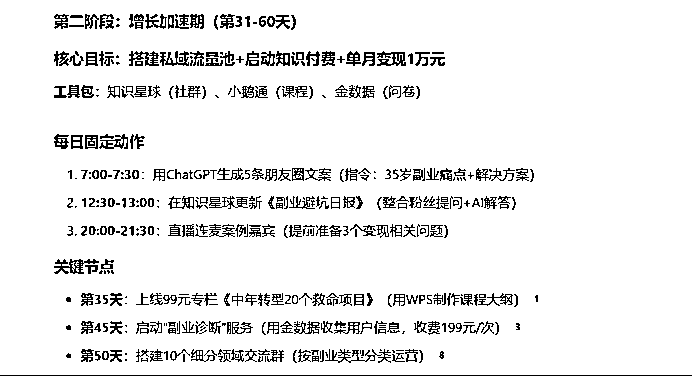 第二阶段：增长加速期（第31-60天）
核心目标：搭建私域流量池+启动知识付费+单月变现1万元
工具包：知识星球（社群）、小鹅通（课程）、金数据（问卷）
每日固定动作
1. 7:00-7:30：用ChatGPT生成5条朋友圈文案（指令：35岁副业痛点+解决方案）
2. 12:30-13:00：在知识星球更新《副业避坑日报》（整合粉丝提问+AI解答）
3. 20:00-21:30：直播连麦案例嘉宾（提前准备3个变现相关问题）
关键节点
• 第35天：上线99元专栏《中年转型20个救命项目》（用WPS制作课程大纲） 1
• 第45天：启动“副业诊断”服务（用金数据收集用户信息，收费199元/次） 3
• 第50天：搭建10个细分领域交流群（按副业类型分类运营） 8